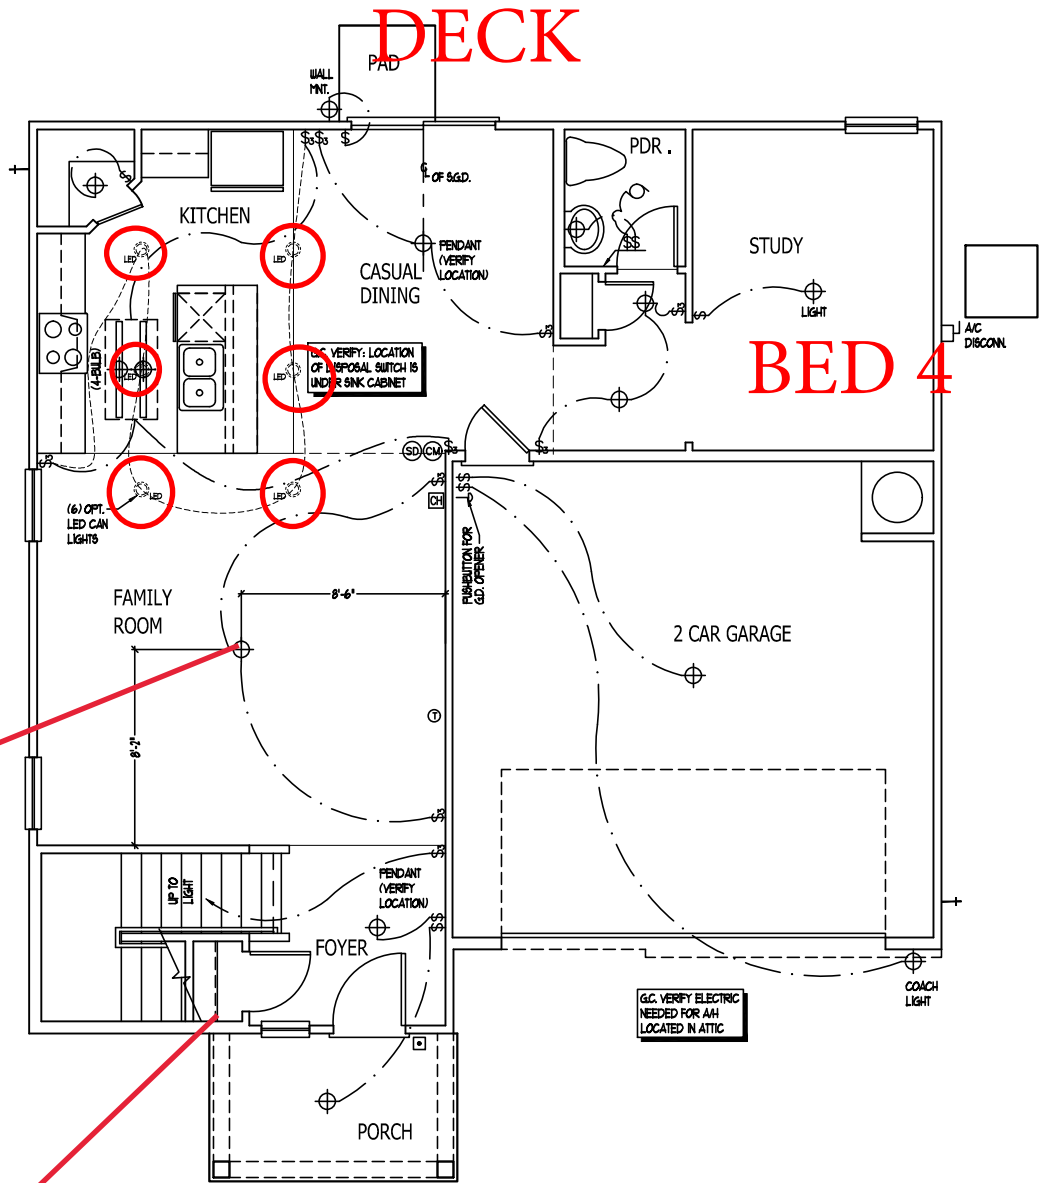 DECK
PAD
WALL
MNT.
PDR.
℄ OF S.G.D.
KITCHEN
PENDANT
(VERIFY
LOCATION)
CASUAL
DINING
STUDY
LED
LED
LIGHT
A/C
DISCONN.
BED 4
(4-BULB)
LED
LED
G.C. VERIFY: LOCATION
OF DISPOSAL SWITCH IS
UNDER SINK CABINET
SD
CM
CH
LED
LED
(6) OPT.
LED CAN
LIGHTS
PUSHBUTTON FOR
G.D. OPENER
8'-6"
FAMILY
ROOM
2 CAR GARAGE
T
8'-2"
UP TO
LIGHT
PENDANT
(VERIFY
LOCATION)
FOYER
COACH
LIGHT
G.C. VERIFY ELECTRIC
NEEDED FOR A/H
LOCATED IN ATTIC
PORCH